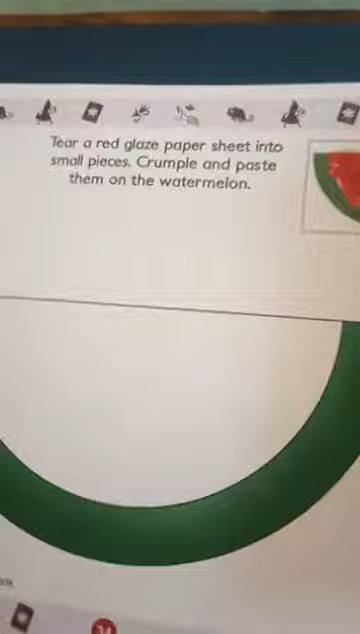 Tear a red glaze paper sheet into
small pieces. Crumple and paste
them on the watermelon.